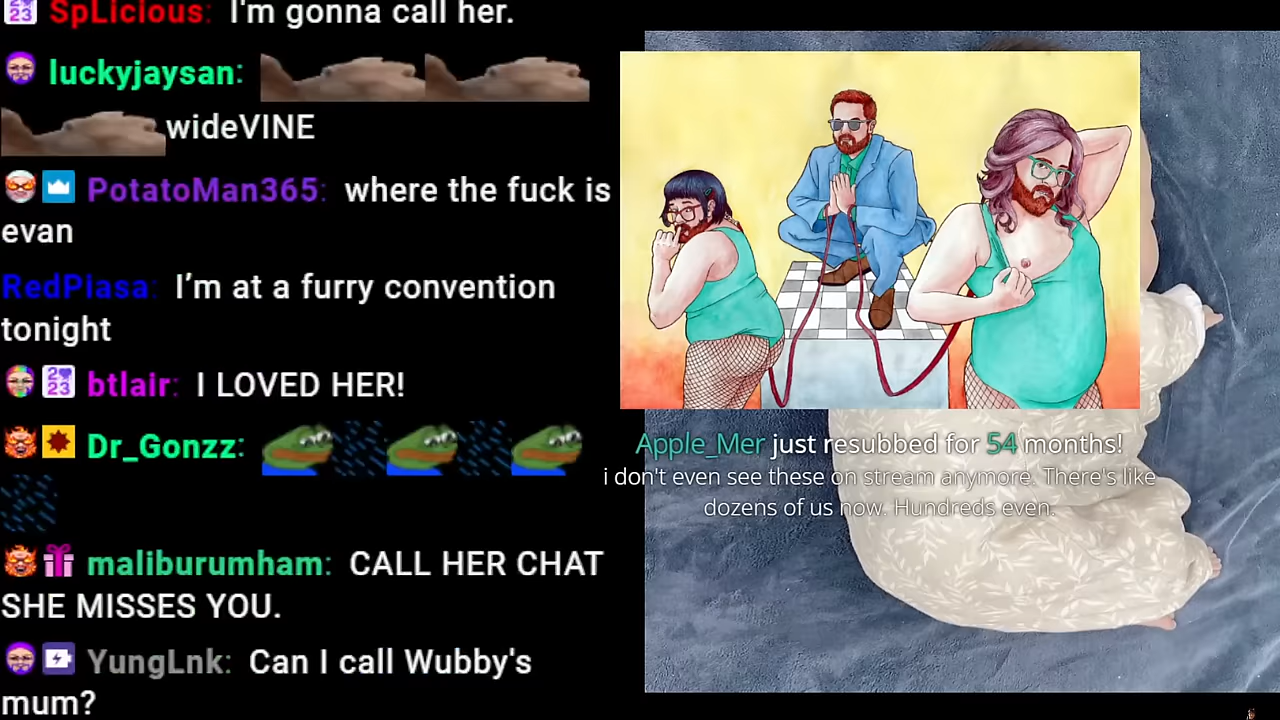 SpLicious: I'm gonna call her.
luckyjaysan:
wideVINE
PotatoMan365: where the fuck is
evan
RedPiasa: I’m at a furry convention
tonight
btlair: I LOVED HER!
Dr_Gonzz:
maliburumham: CALL HER CHAT
SHE MISSES YOU.
YungLnk: Can I call Wubby's
mum?
Apple_Mer just resubbed for 54 months!
i don't even see these on stream anymore. There's like
dozens of us now. Hundreds even.